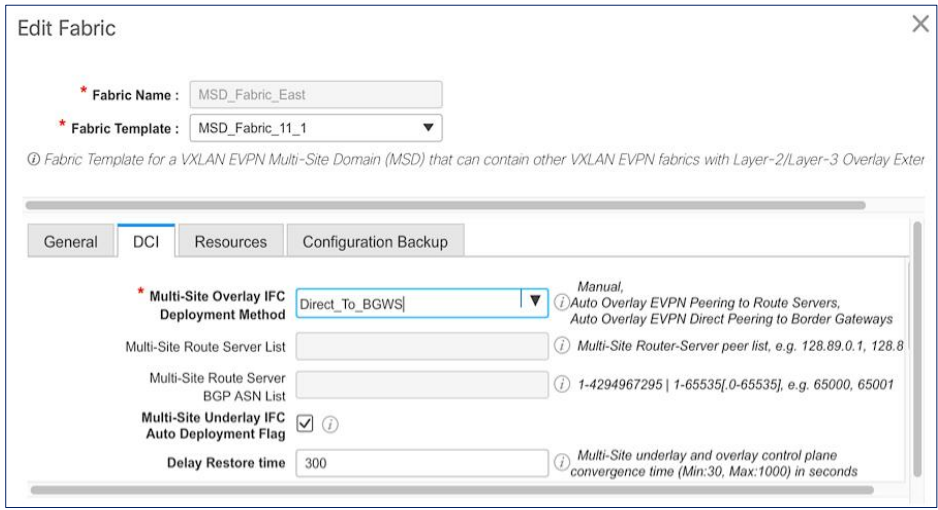 Edit Fabric
* Fabric Name : MSD_Fabric_East
* Fabric Template : MSD_Fabric_11_1
Fabric Template for a VXLAN EVPN Multi-Site Domain (MSD) that can contain other VXLAN EVPN fabrics with Layer-2/Layer-3 Overlay Exter
General DCI Resources Configuration Backup
* Multi-Site Overlay IFC
Deployment Method
Direct_To_BGWS
Manual,
Auto Overlay EVPN Peering to Route Servers,
Auto Overlay EVPN Direct Peering to Border Gateways
Multi-Site Route Server List
Multi-Site Router-Server peer list, e.g. 128.89.0.1, 128.8
Multi-Site Route Server
BGP ASN List
1-4294967295 | 1-65535[.0-65535], e.g. 65000, 65001
Multi-Site Underlay IFC
Auto Deployment Flag
Delay Restore time 300
Multi-Site underlay and overlay control plane
convergence time (Min:30, Max:1000) in seconds